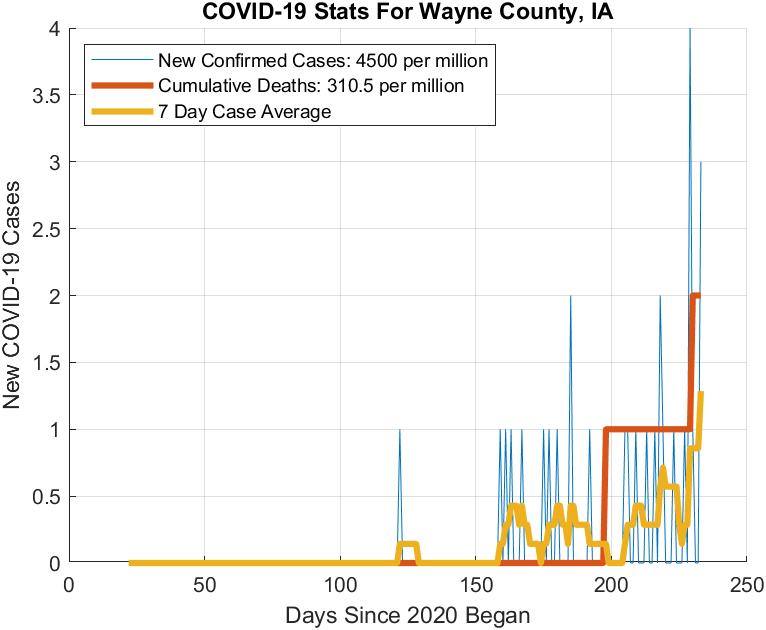 COVID-19 Stats For Wayne County, IA
New Confirmed Cases: 4500 per million
Cumulative Deaths: 310.5 per million
7 Day Case Average
New COVID-19 Cases
4
3.5
3
2.5
2
1.5
1
0.5
0
0 50 100 150 200 250
Days Since 2020 Began